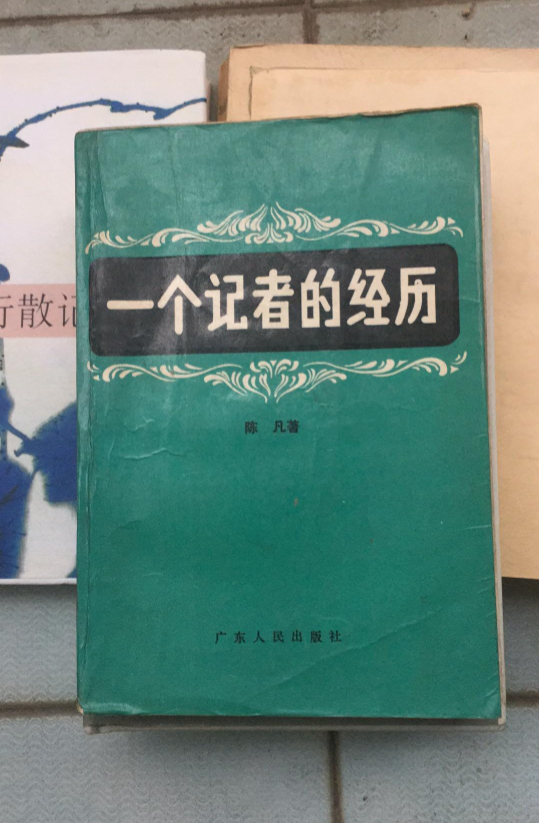 一个记者的经历
陈 凡著
广东人民出版社
行散记